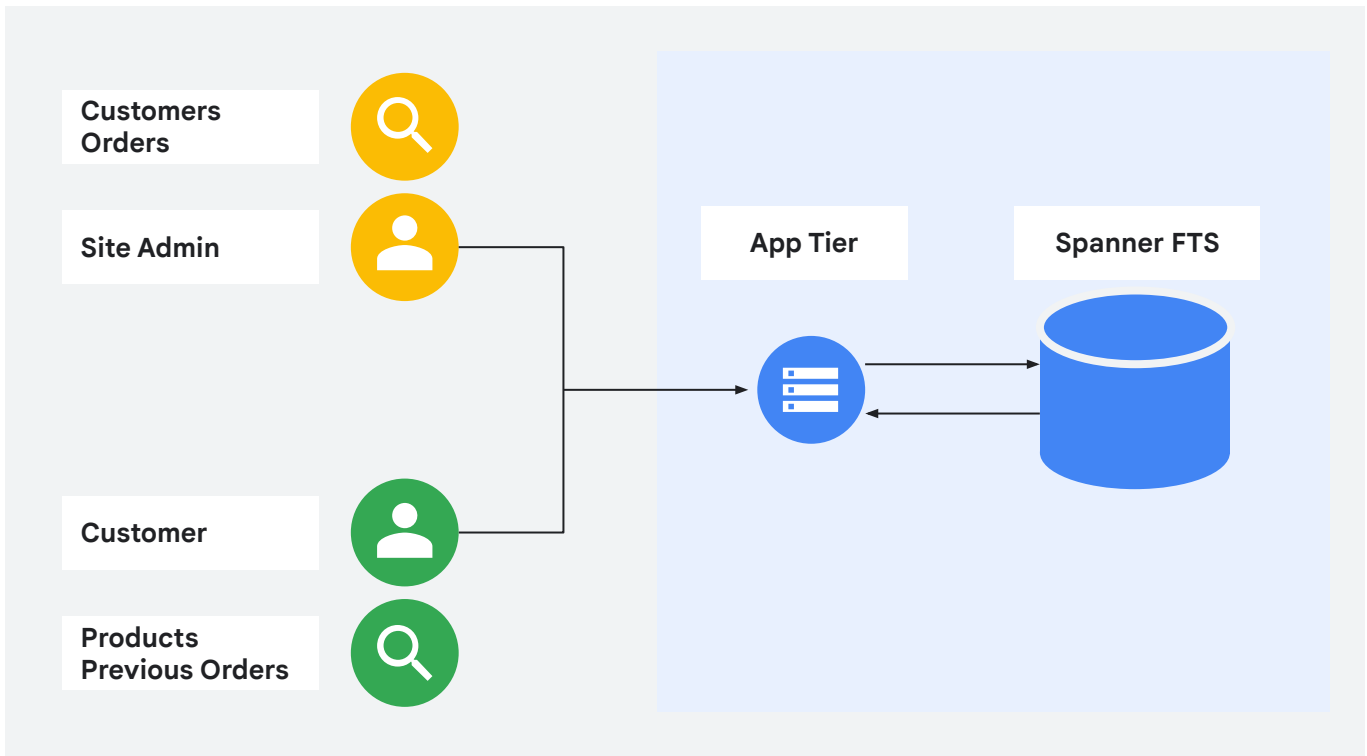 Customers
Orders
Site Admin
App Tier
Spanner FTS
Customer
Products
Previous Orders